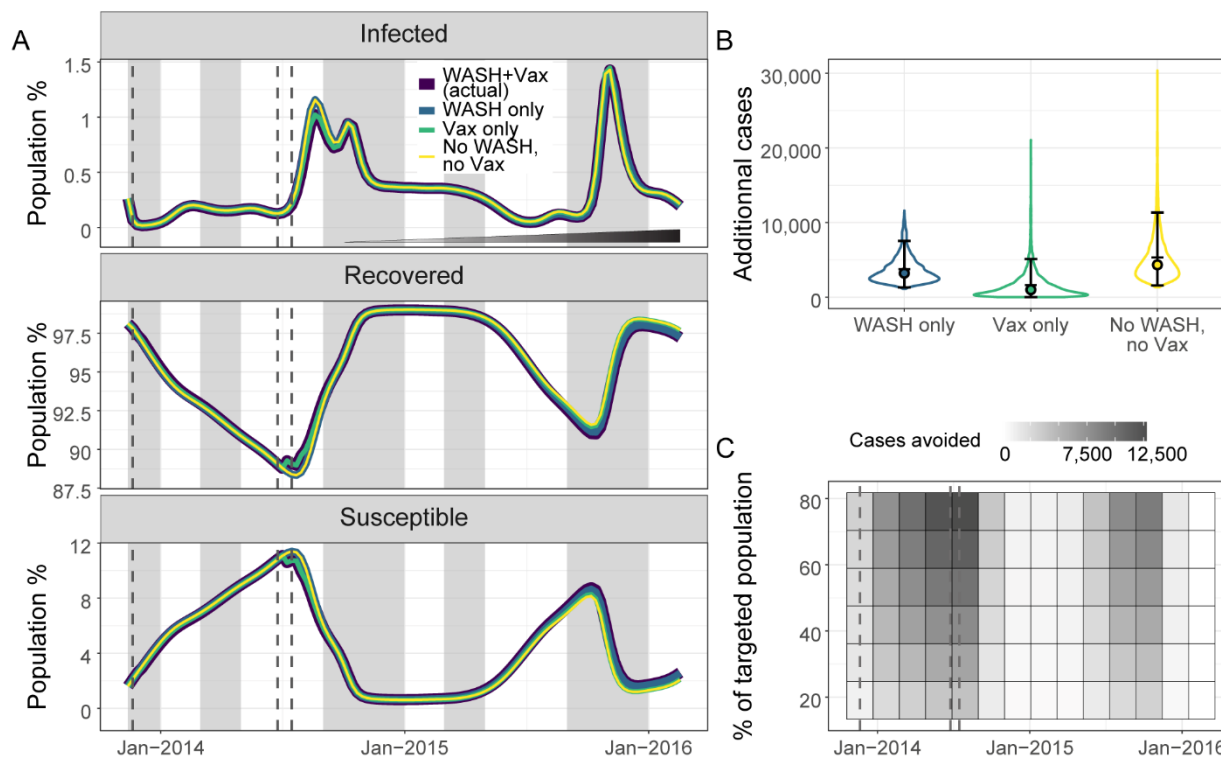 A
Infected
Population %
1.5
1
0.5
0
WASH+Vax
(actual)
WASH only
Vax only
No WASH,
no Vax
Recovered
Population %
97.5
95
92.5
90
87.5
Susceptible
Population %
12
8
4
0
Jan−2014
Jan−2015
Jan−2016
B
Additionnal cases
30,000
20,000
10,000
0
WASH only
Vax only
No WASH,
no Vax
C
Cases avoided
0
7,500
12,500
% of targeted population
80
60
40
20
Jan−2014
Jan−2015
Jan−2016